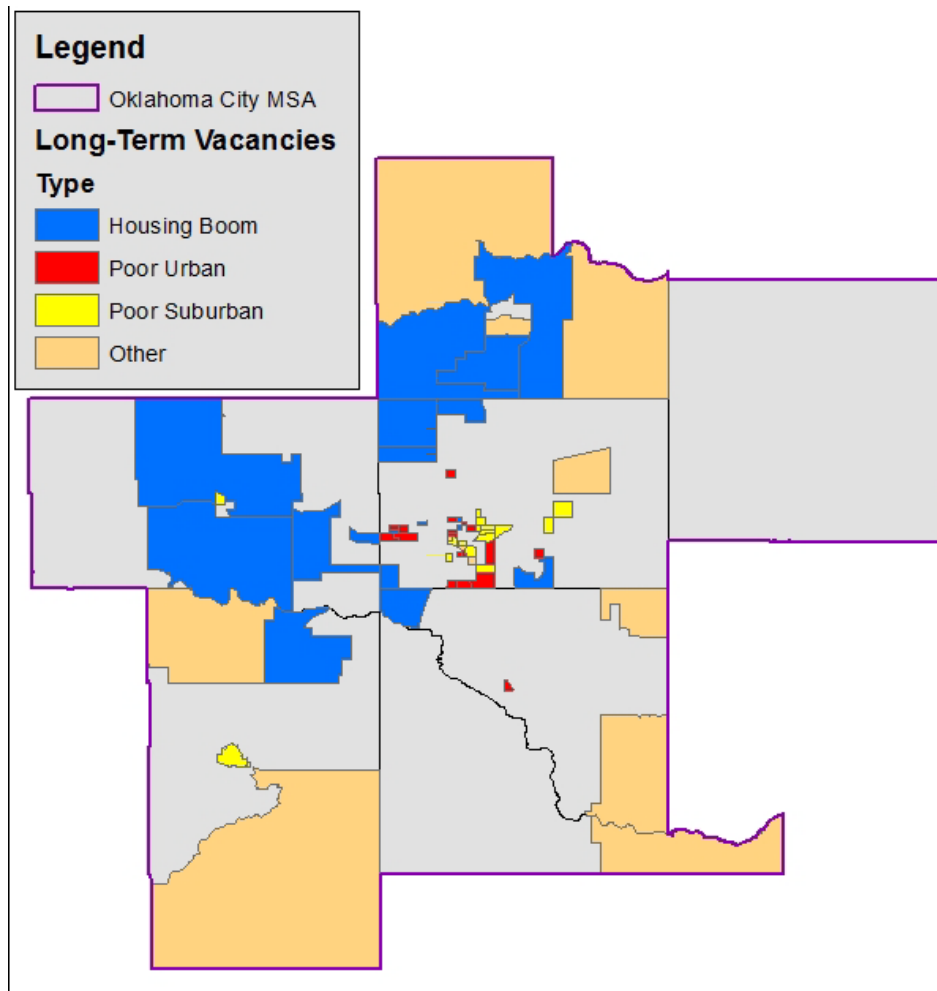 Legend
Oklahoma City MSA
Long-Term Vacancies
Type
Housing Boom
Poor Urban
Poor Suburban
Other